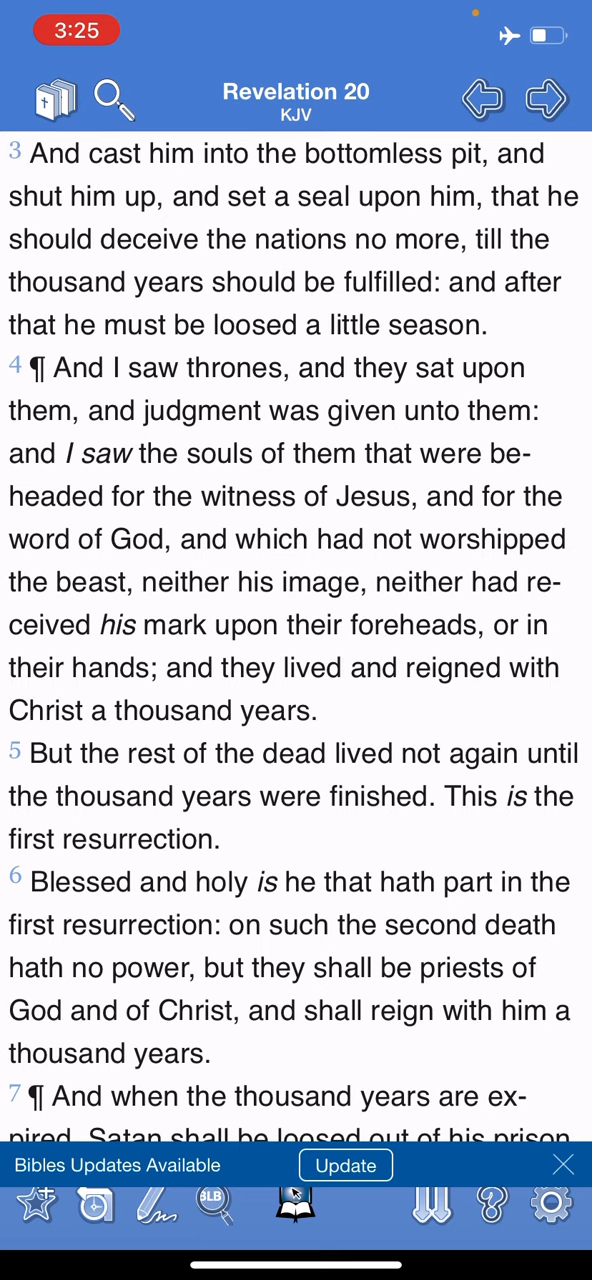 3:25
Revelation 20
KJV
3 And cast him into the bottomless pit, and
shut him up, and set a seal upon him, that he
should deceive the nations no more, till the
thousand years should be fulfilled: and after
that he must be loosed a little season.
4 ¶ And I saw thrones, and they sat upon
them, and judgment was given unto them:
and I saw the souls of them that were be-
headed for the witness of Jesus, and for the
word of God, and which had not worshipped
the beast, neither his image, neither had re-
ceived his mark upon their foreheads, or in
their hands; and they lived and reigned with
Christ a thousand years.
5 But the rest of the dead lived not again until
the thousand years were finished. This is the
first resurrection.
6 Blessed and holy is he that hath part in the
first resurrection: on such the second death
hath no power, but they shall be priests of
God and of Christ, and shall reign with him a
thousand years.
7 ¶ And when the thousand years are ex-
pired, Satan shall be loosed out of his prison
Bibles Updates Available
Update
BLB